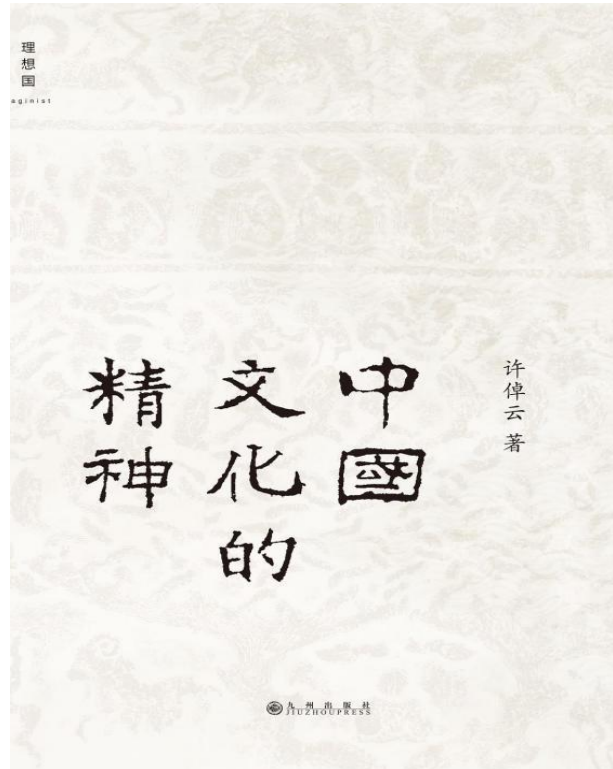 理想国
aginist
许倬云 著
中國
文化的
精神
九州出版社
JIUZHOUPRESS